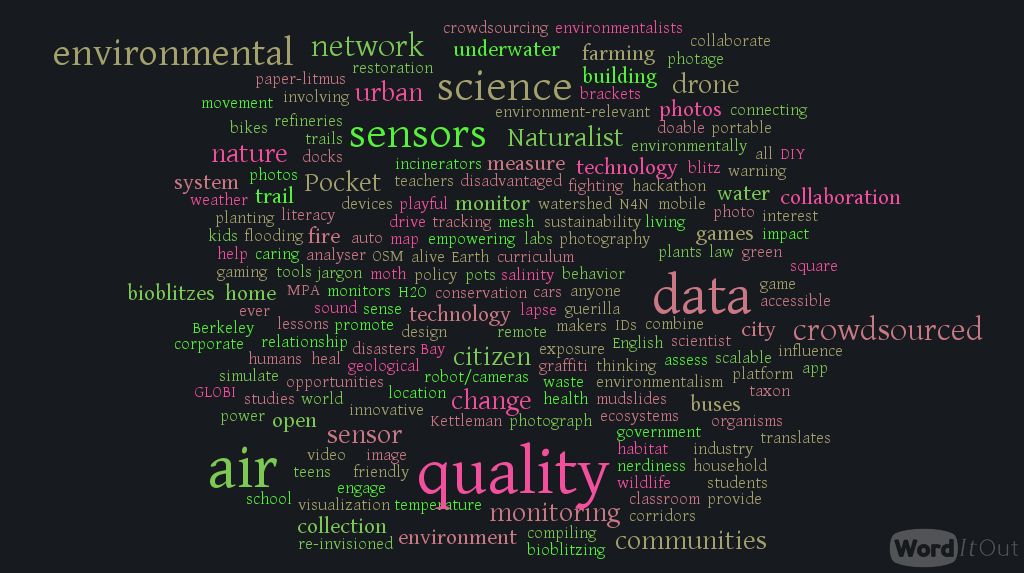 crowdsourcing environmentalists
environmental network underwater farming collaborate
restoration photage
paper-litmus science building drone
movement involving urban brackets
environment-relevant photos connecting
bikes refineries doable portable
trails sensors Naturalist environmentally
nature docks incinerators measure technology blitz all DIY
photos warning
system Pocket teachers disadvantaged fighting hackathon
weather trail devices playful monitor watershed N4N mobile water collaboration
planting literacy drive tracking mesh sustainability living photo interest
kids flooding fire auto map empowering labs photography games impact
help caring analyser OSM alive Earth curriculum plants law green
gaming tools jargon moth policy pots salinity behavior square
bioblitzes home MPA monitors H2O conservation cars anyone data game
accessible
ever sound sense technology lapse guerilla
Berkeley lessons promote design remote makers IDs combine city crowdsourced
corporate relationship English scientist
humans heal disasters Bay citizen exposure graffiti thinking assess scalable influence
geological
simulate opportunities robot/cameras waste environmentalism platform app
GLOBI studies world location change health mudslides taxon
power open innovative Kettleman photograph ecosystems buses organisms
sensor government translates
air video image quality habitat industry
teens friendly nerdiness household
engage wildlife students
school visualization temperature classroom provide
monitoring corridors
collection environment compiling communities
re-invisioned bioblitzing
WordItOut